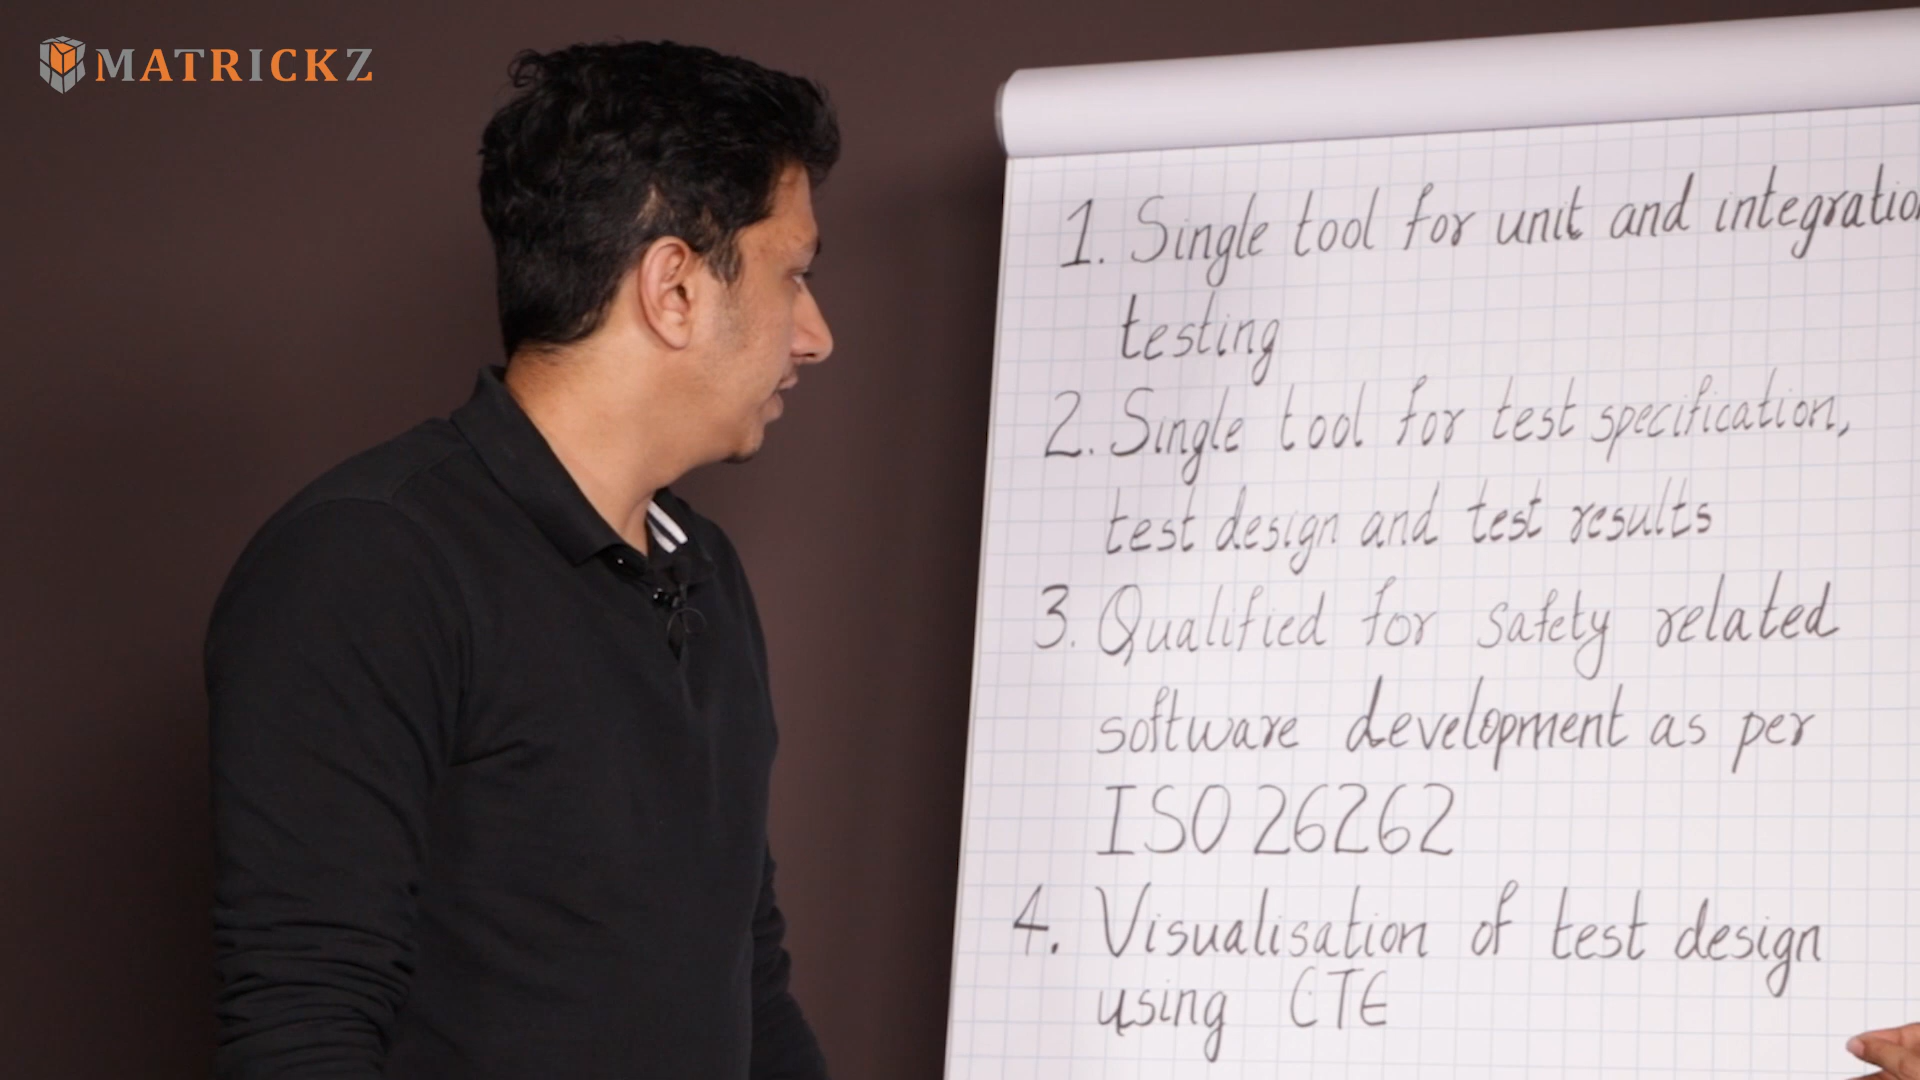 MATRICKZ
1. Single tool for unit and integratio
testing
2. Single tool for test specification,
test design and test results
3. Qualified for safety related
software development as per
ISO 26262
4. Visualisation of test design
using CTE